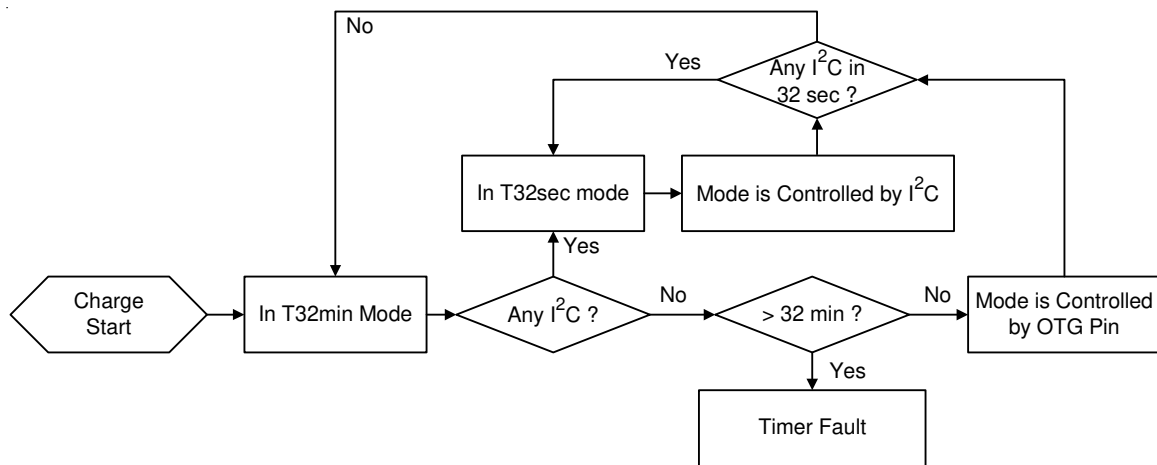 No
Yes
Any I²C in
32 sec ?
In T32sec mode
Mode is Controlled by I²C
Yes
Charge
Start
In T32min Mode
Any I²C ?
No
> 32 min ?
No
Mode is Controlled
by OTG Pin
Yes
Timer Fault